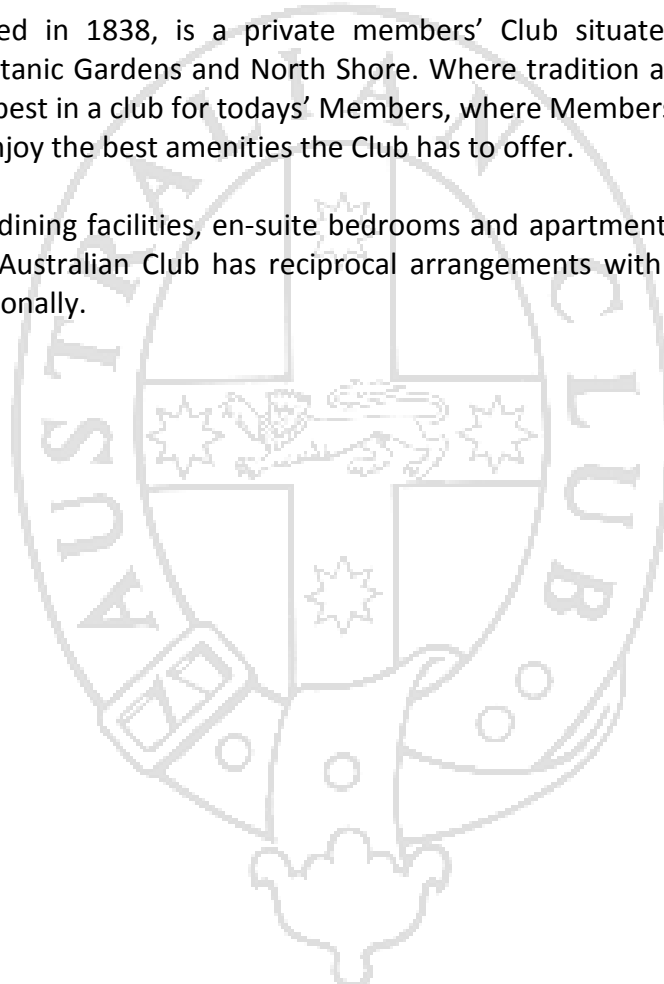 ed in 1838, is a private members’ Club situate
tanic Gardens and North Shore. Where tradition a
best in a club for todays’ Members, where Members
njoy the best amenities the Club has to offer.
dining facilities, en-suite bedrooms and apartment
Australian Club has reciprocal arrangements with
onally.
AUSTRALIAN CLUB